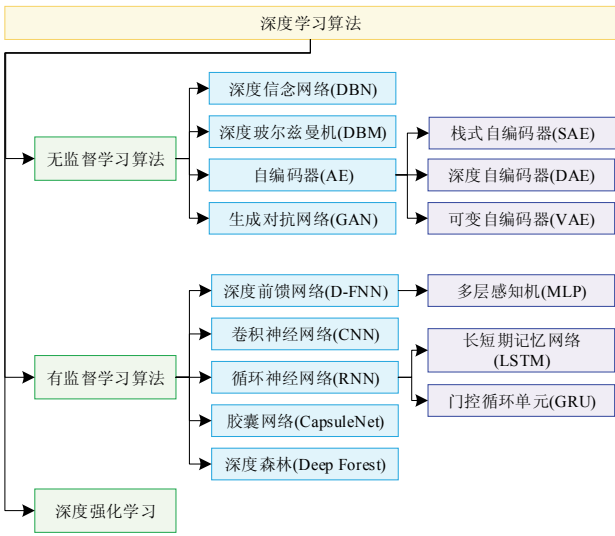 深度学习算法
无监督学习算法
深度信念网络(DBN)
深度玻尔兹曼机(DBM)
自编码器(AE)
生成对抗网络(GAN)
栈式自编码器(SAE)
深度自编码器(DAE)
可变自编码器(VAE)
有监督学习算法
深度前馈网络(D-FNN)
卷积神经网络(CNN)
循环神经网络(RNN)
胶囊网络(CapsuleNet)
深度森林(Deep Forest)
多层感知机(MLP)
长短期记忆网络
(LSTM)
门控循环单元(GRU)
深度强化学习